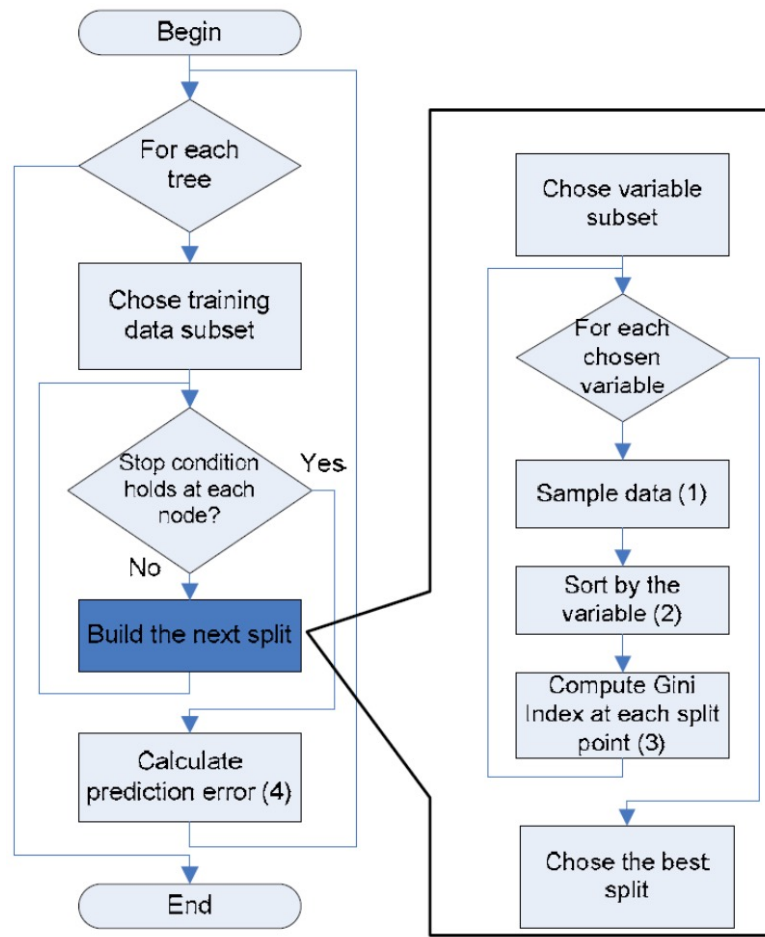 Begin
For each
tree
Chose training
data subset
Stop condition
holds at each
node?
Yes
No
Build the next split
Calculate
prediction error (4)
End
Chose variable
subset
For each
chosen
variable
Sample data (1)
Sort by the
variable (2)
Compute Gini
Index at each split
point (3)
Chose the best
split